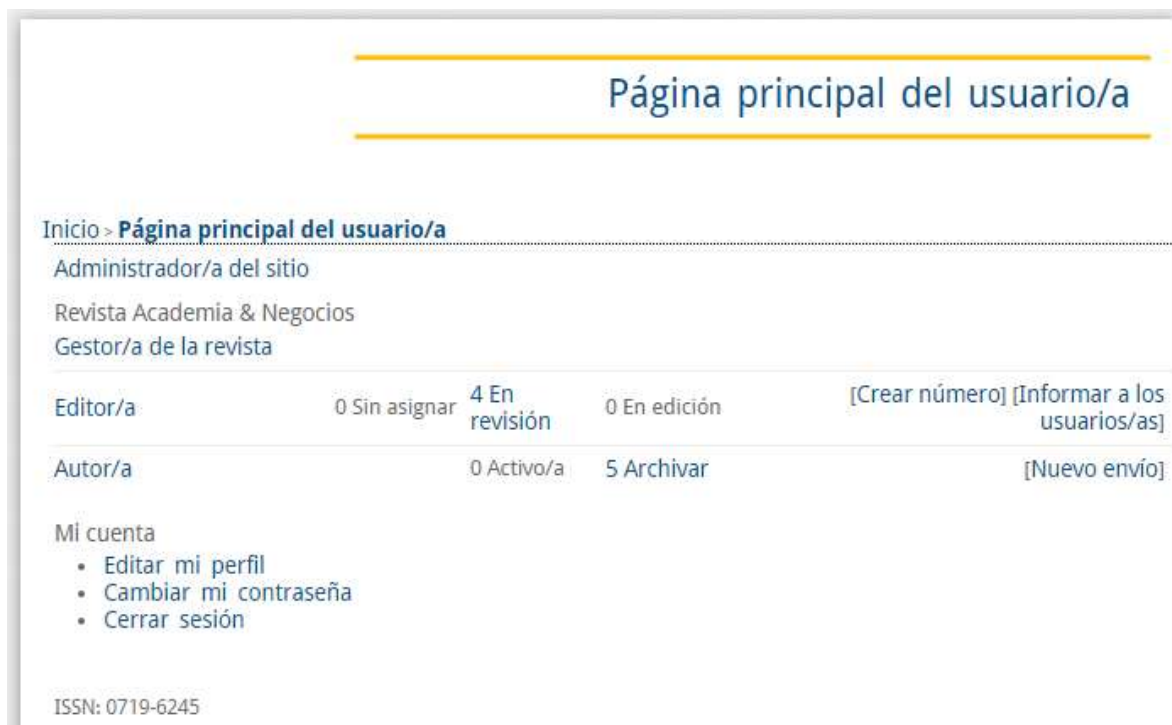 Página principal del usuario/a
Inicio > Página principal del usuario/a
Administrador/a del sitio
Revista Academia & Negocios
Gestor/a de la revista
Editor/a 0 Sin asignar 4 En revisión 0 En edición [Crear número] [Informar a los usuarios/as]
Autor/a 0 Activo/a 5 Archivar [Nuevo envío]
Mi cuenta
• Editar mi perfil
• Cambiar mi contraseña
• Cerrar sesión
ISSN: 0719-6245